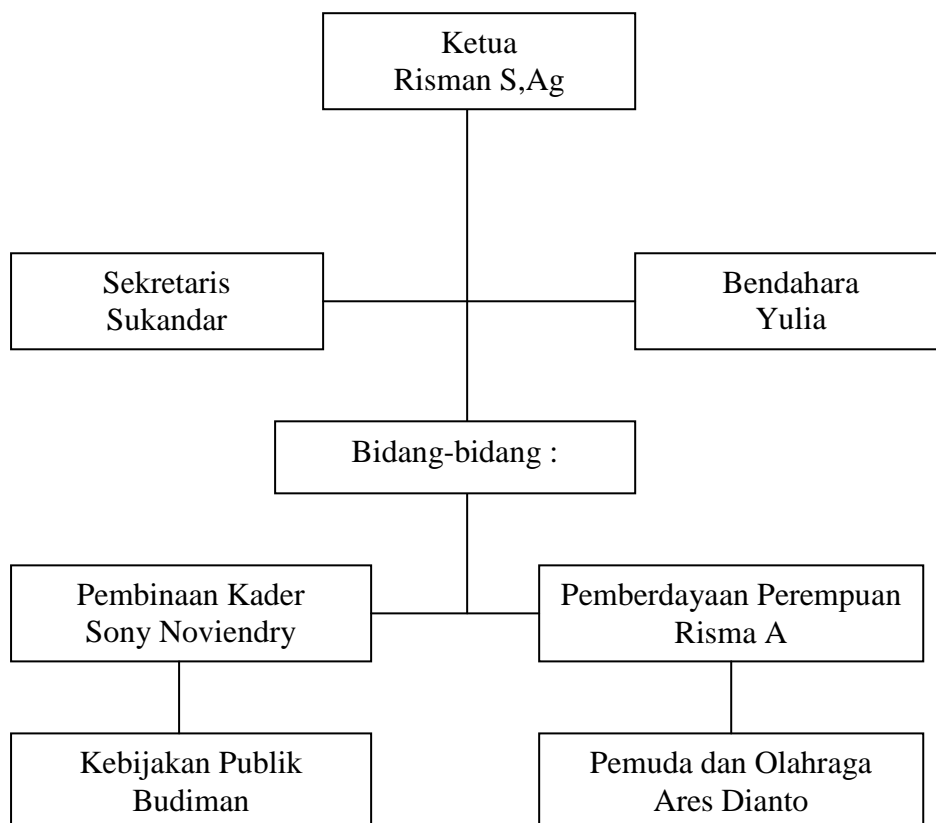 Ketua
Risman S,Ag
Sekretaris
Sukandar
Bendahara
Yulia
Bidang-bidang :
Pembinaan Kader
Sony Noviendry
Pemberdayaan Perempuan
Risma A
Kebijakan Publik
Budiman
Pemuda dan Olahraga
Ares Dianto